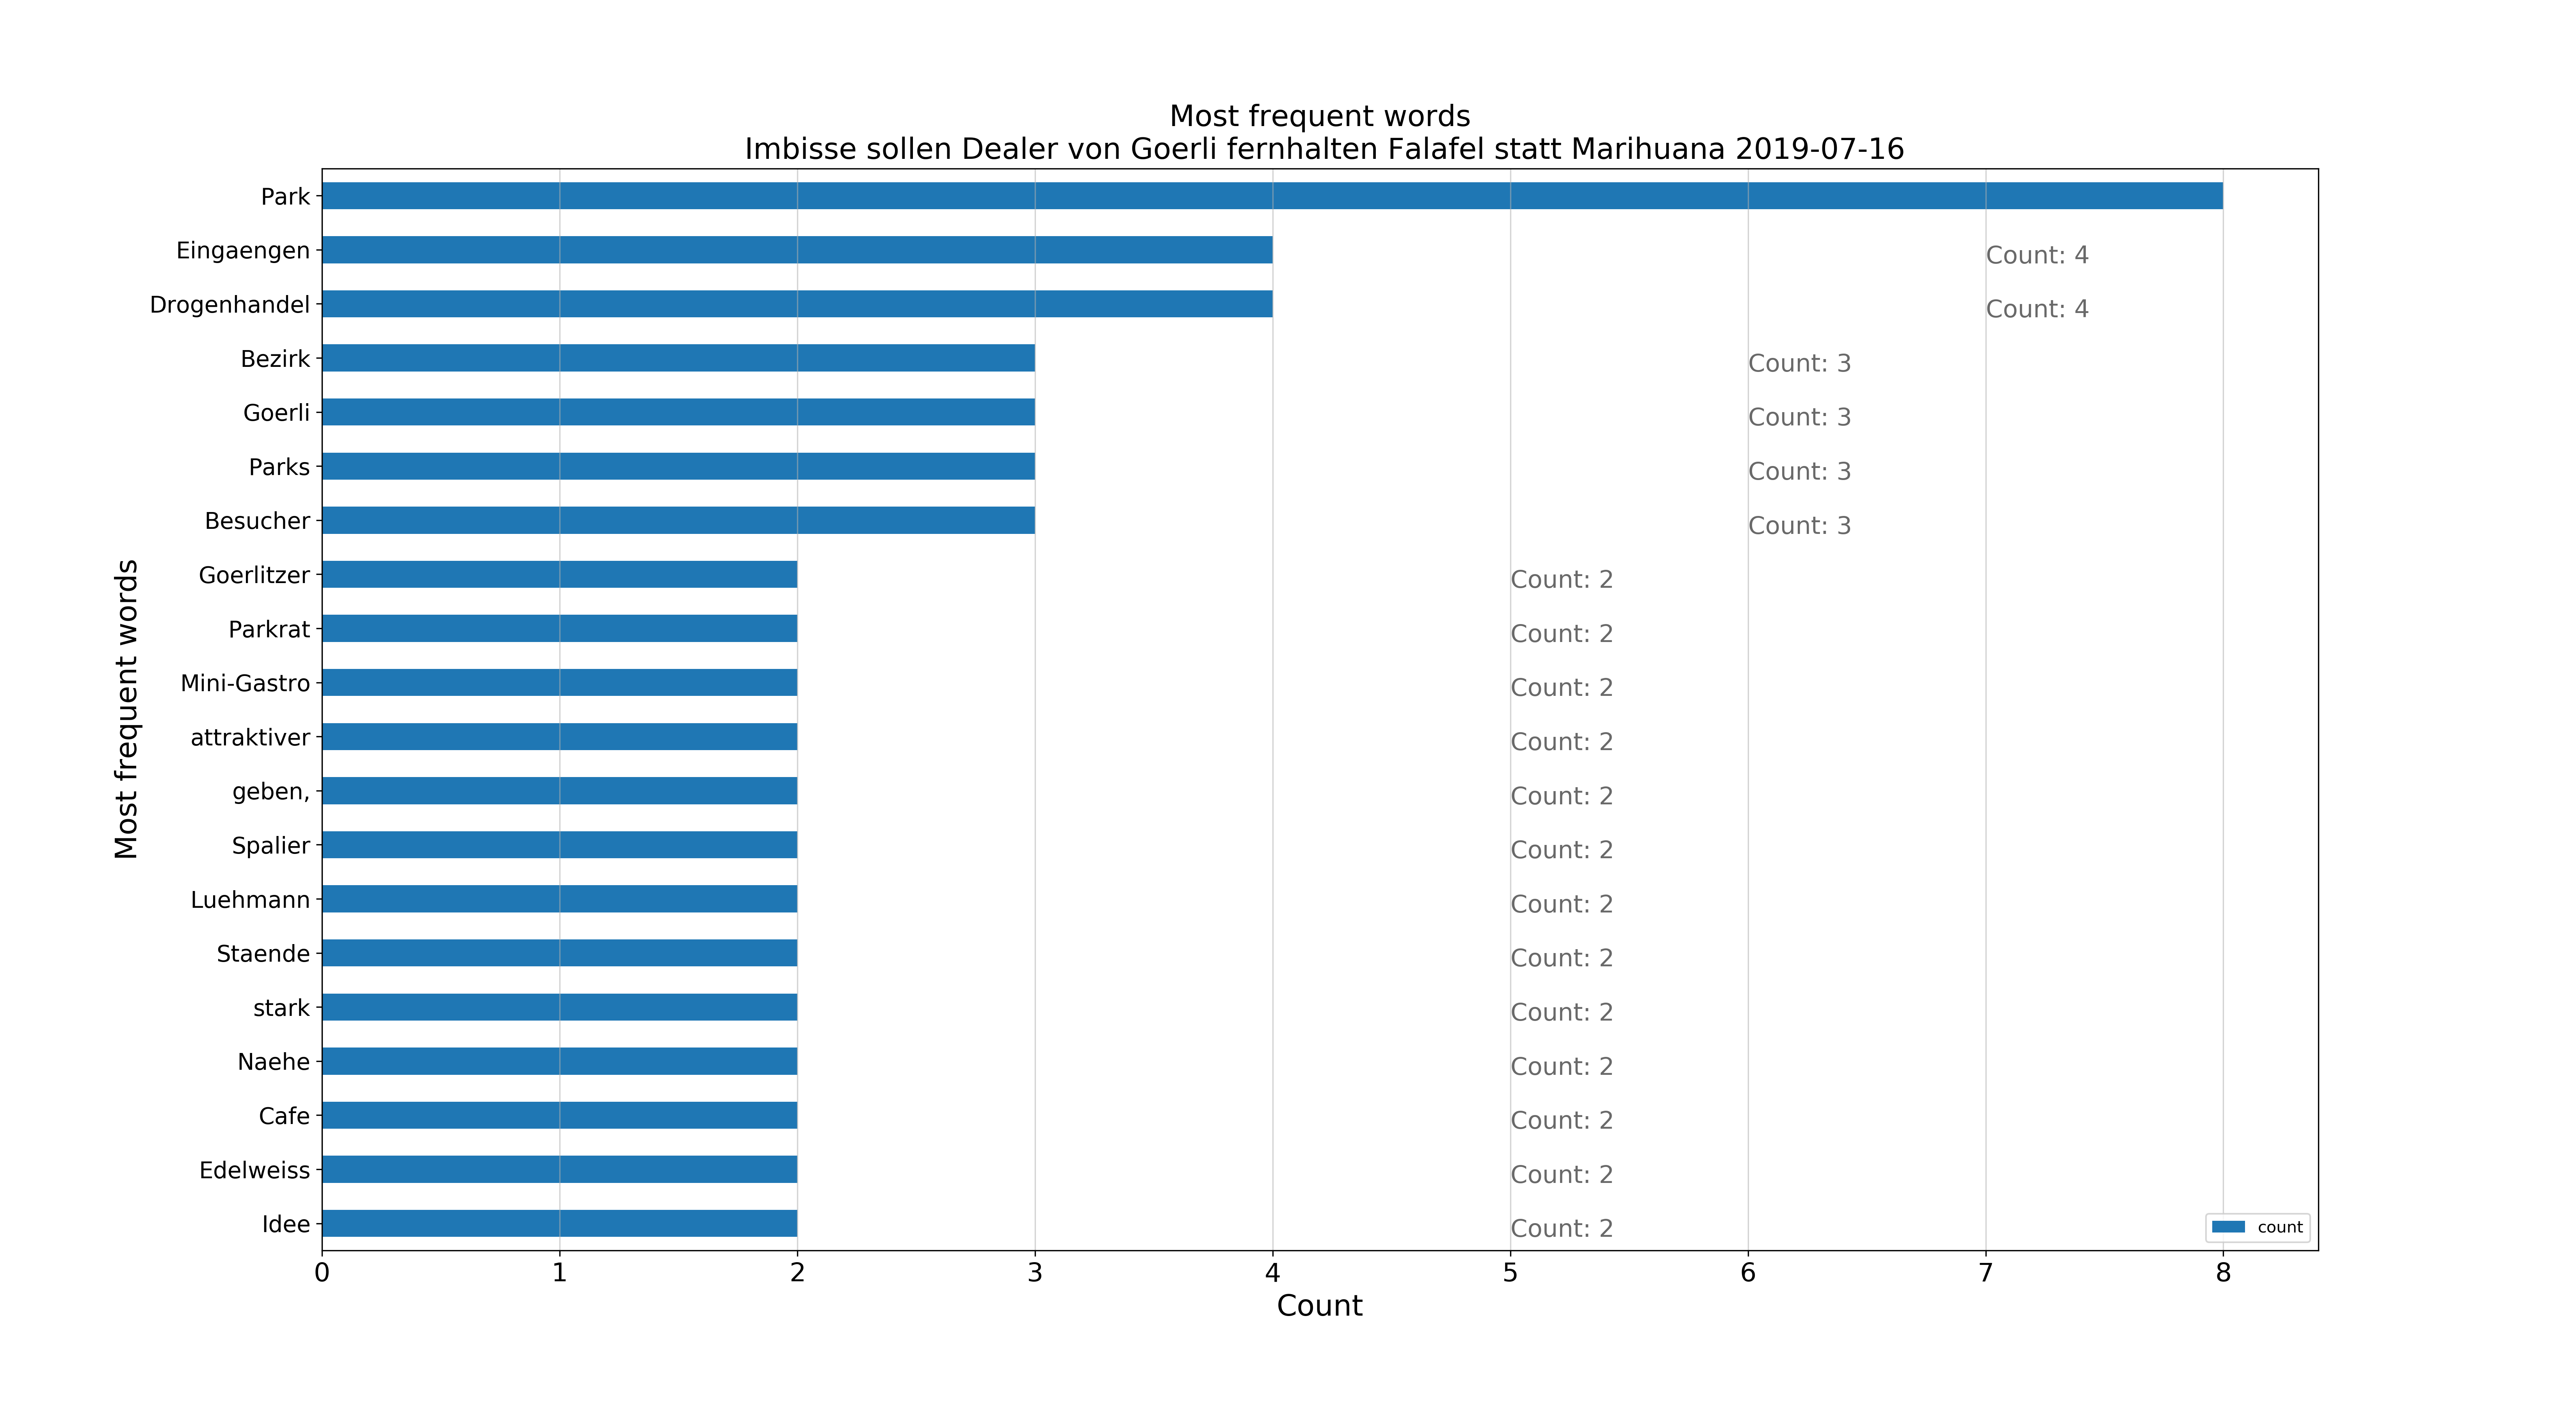 Most frequent words
Imbisse sollen Dealer von Goerli fernhalten Falafel statt Marihuana 2019-07-16
Most frequent words
Park
Eingaengen Count: 4
Drogenhandel Count: 4
Bezirk Count: 3
Goerli Count: 3
Parks Count: 3
Besucher Count: 3
Goerlitzer Count: 2
Parkrat Count: 2
Mini-Gastro Count: 2
attraktiver Count: 2
geben, Count: 2
Spalier Count: 2
Luehmann Count: 2
Staende Count: 2
stark Count: 2
Naehe Count: 2
Cafe Count: 2
Edelweiss Count: 2
Idee Count: 2
count
0 1 2 3 4 5 6 7 8
Count